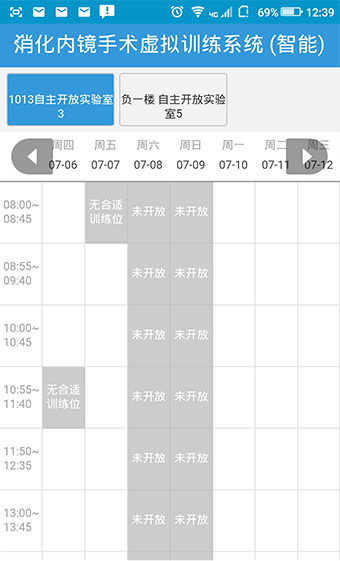 69% 12:39
消化内镜手术虚拟训练系统 (智能)
1013自主开放实验室
3
负一楼 自主开放实验
室5
周四 周五 周六 周日 周一 周二 周三
07-06 07-05 07-08 07-09 07-10 07-11 07-12
08:00~
08:45
无合适
训练位
未开放 未开放
08:55~
09:40
未开放 未开放
10:00~
10:45
未开放 未开放
10:55~
11:40
无合适
训练位
未开放 未开放
11:50~
12:35
未开放 未开放
13:00~
13:45
未开放 未开放